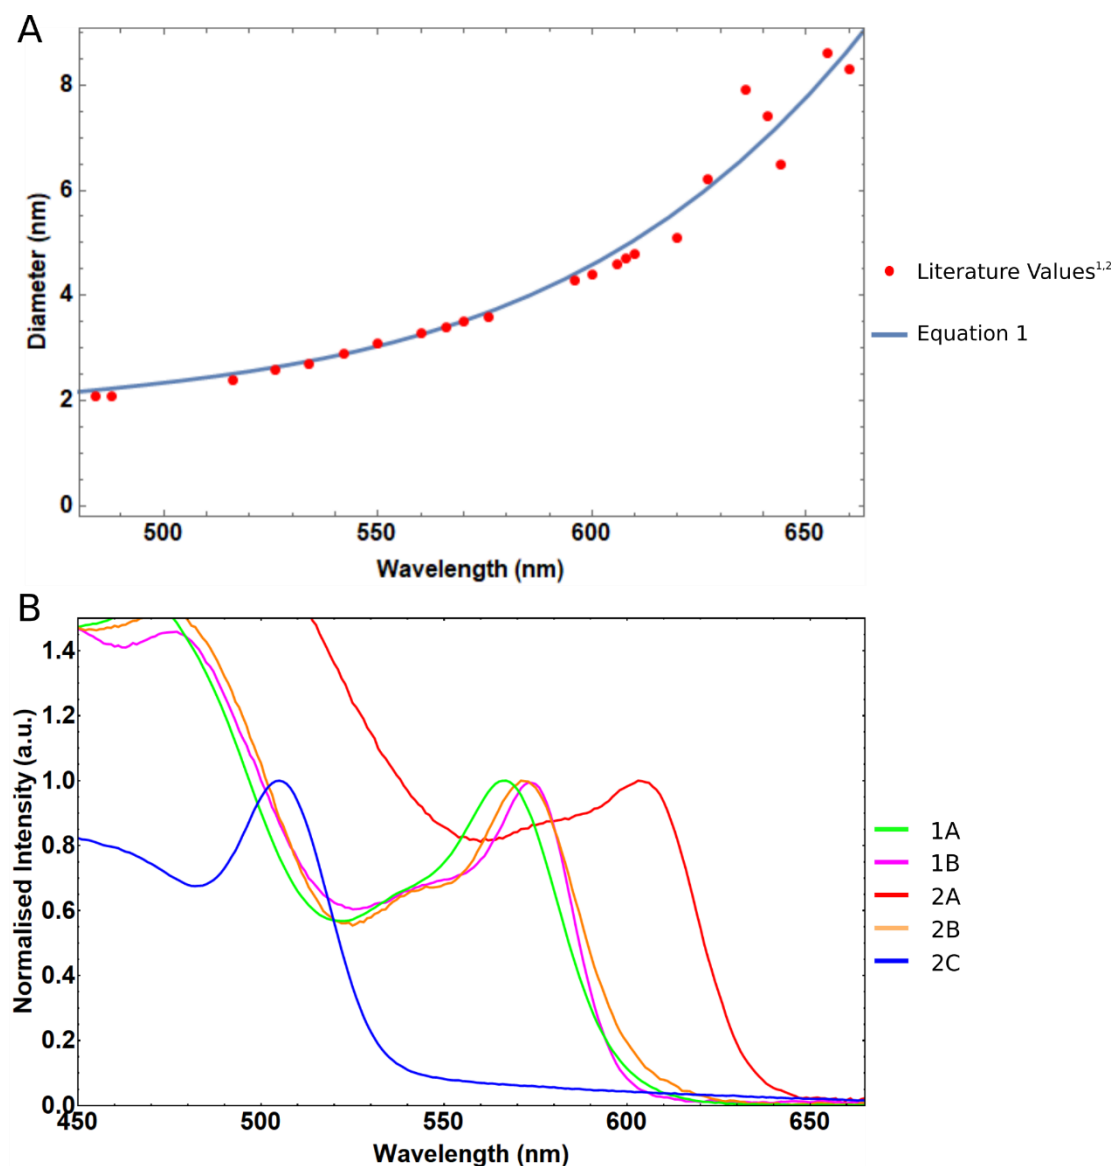 A
8
6
4
2
0
Diameter (nm)
500 550 600 650
Wavelength (nm)
Literature Values¹,²
Equation 1
B
1.4
1.2
1.0
0.8
0.6
0.4
0.2
0.0
Normalised Intensity (a.u.)
450 500 550 600 650
Wavelength (nm)
1A
1B
2A
2B
2C